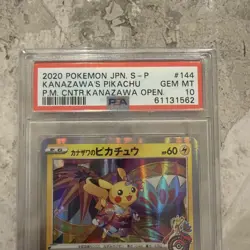 2020 POKEMON JPN. S-P #144
KANAZAWA'S PIKACHU GEM MT
P.M. CNTR.KANAZAWA OPEN. 10
PSA 61131562
カナザワのピカチュウ HP60